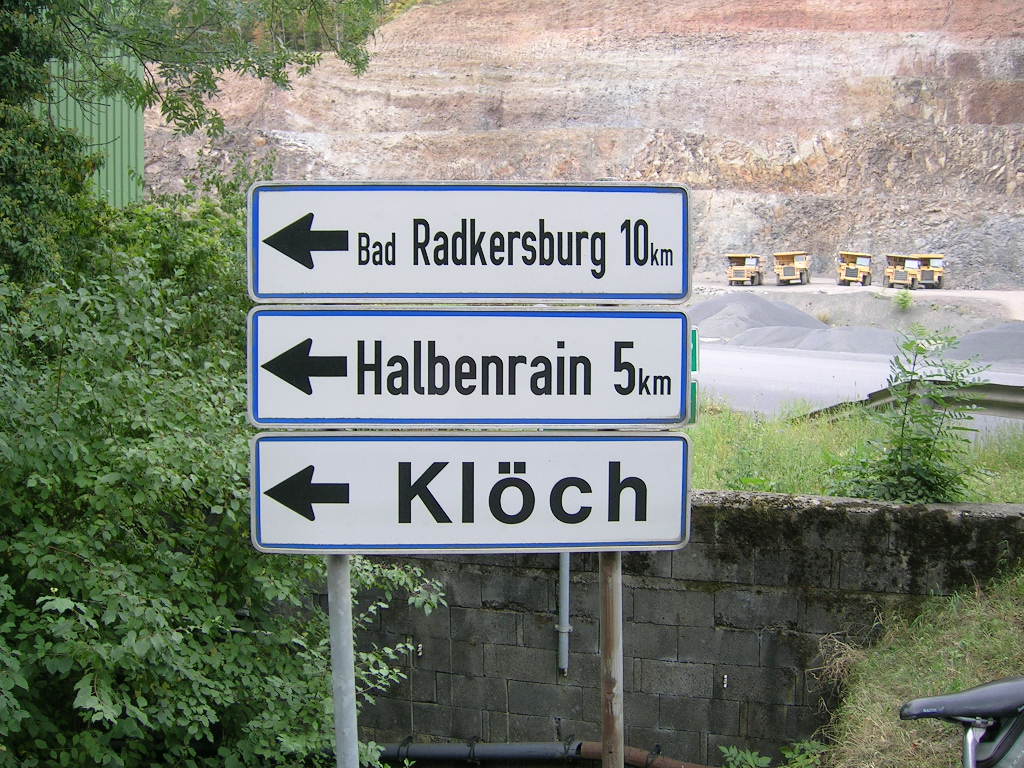 Bad Radkersburg 10km
Halbenrain 5km
Klöch